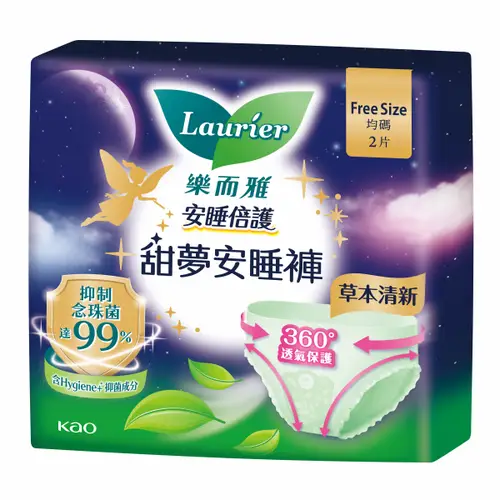 Free Size
均碼
2片
Laurier
樂而雅
安睡倍護
甜夢安睡褲
草本清新
抑制
念珠菌
達99%
含Hygiene+抑菌成分
360°
透氣保護
Kao